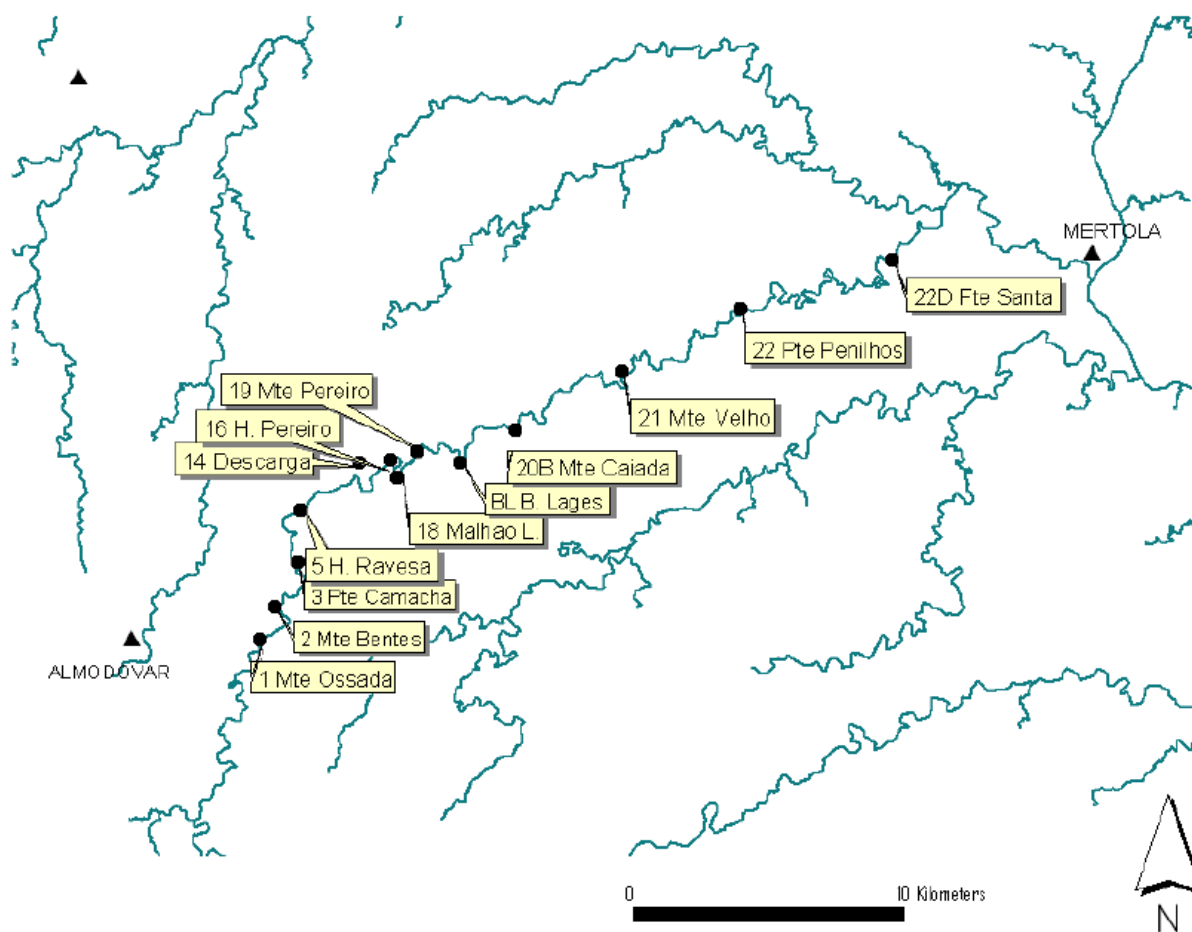 MERTOLA
22D Fte Santa
22 Pte Penilhos
19 Mte Pereiro
21 Mte Velho
16 H. Pereiro
14 Descarga
20B Mte Caiada
BL B. Lages
18 Malhao L.
5 H. Ravesa
3 Pte Camacha
2 Mte Bentes
ALMODOVAR
1 Mte Ossada
0 10 Kilometers
N